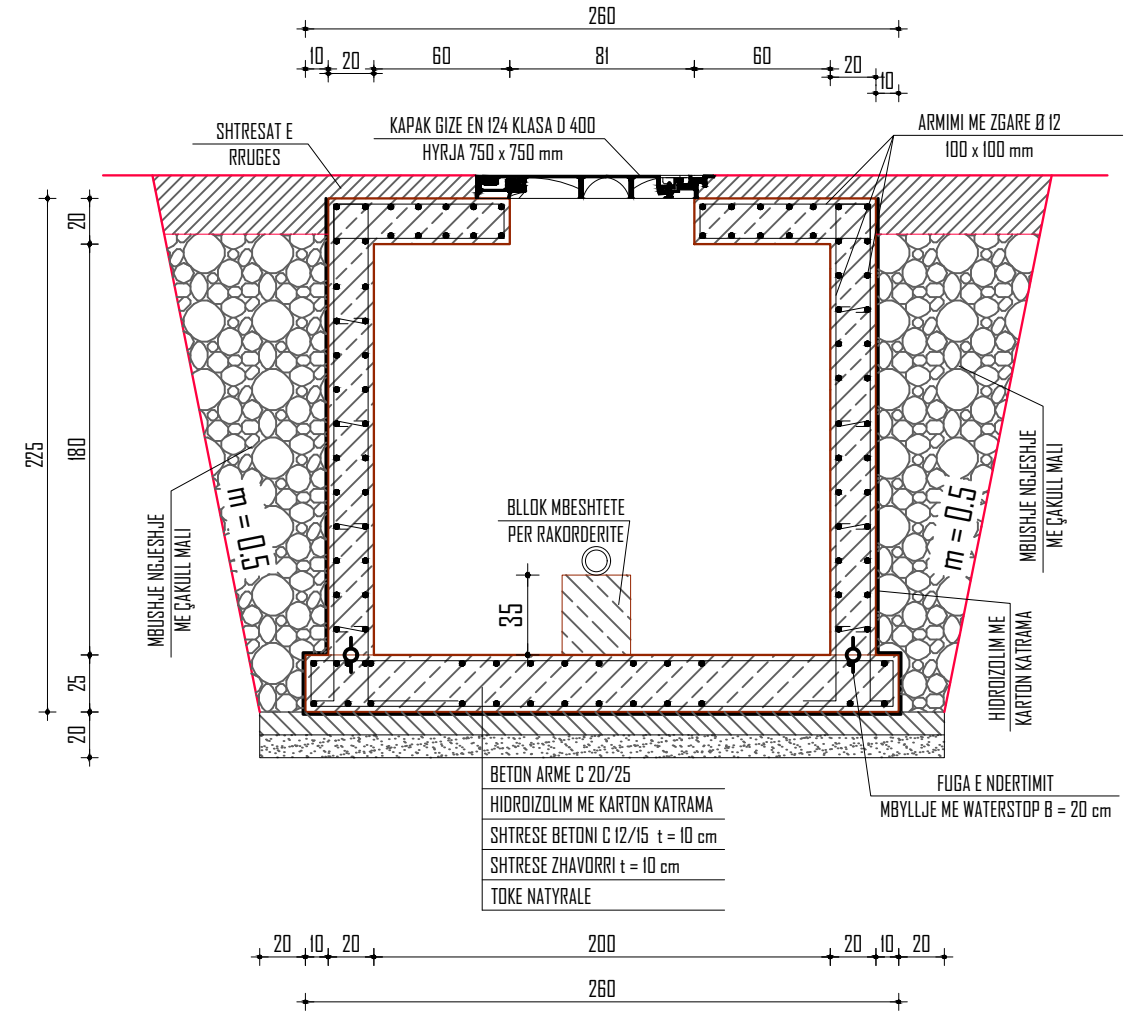 260
10
20
60
81
60
20
10
SHTRESAT E
RRUGES
KAPAK GIZE EN 124 KLASA D 400
HYRJA 750 x 750 mm
ARMIMI ME ZGARE Ø 12
100 x 100 mm
225
20
180
25
20
MBUSHJE NGJESHJE
ME ÇAKULL MALI
m = 0.5
BLLOK MBESHTETE
PER RAKORDERITE
35
m = 0.5
MBUSHJE NGJESHJE
ME ÇAKULL MALI
HIDROIZOLIM ME
KARTON KATRAMA
BETON ARME C 20/25
HIDROIZOLIM ME KARTON KATRAMA
SHTRESE BETONI C 12/15 t = 10 cm
SHTRESE ZHAVORRI t = 10 cm
TOKE NATYRALE
FUGA E NDERTIMIT
MBYLLJE ME WATERSTOP B = 20 cm
20
10
20
200
20
10
20
260